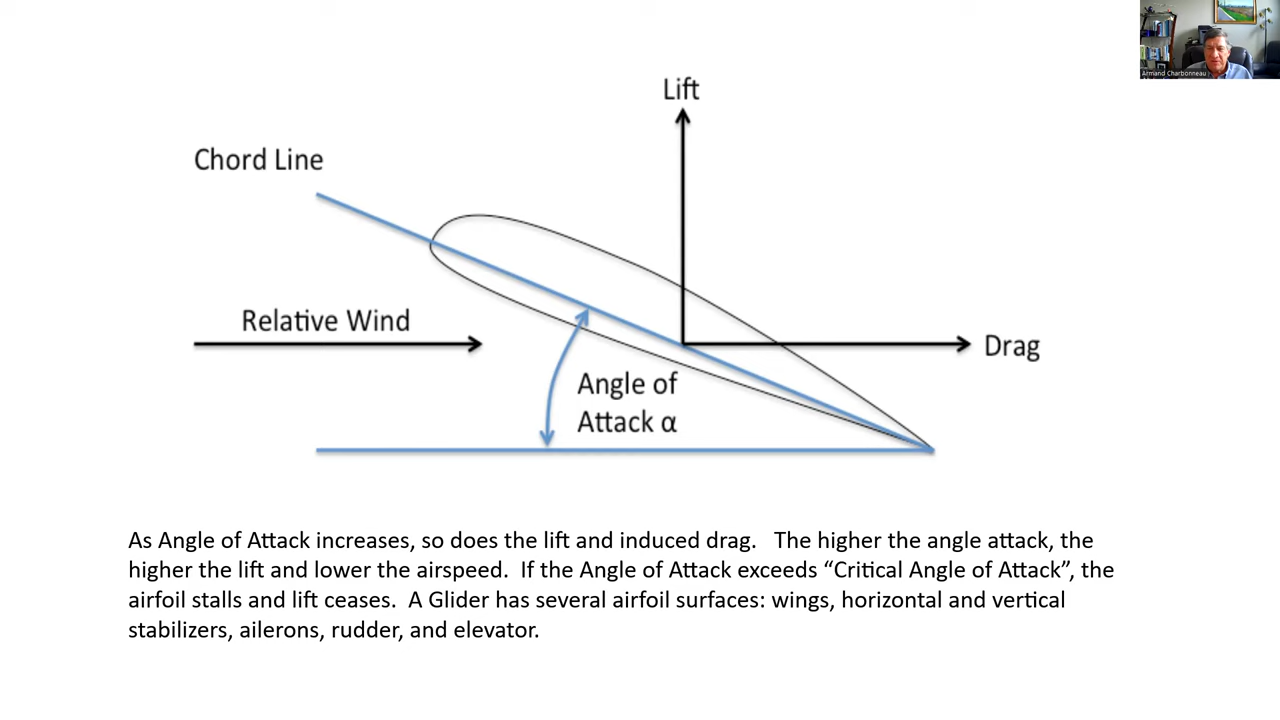 Armand Charbonneau
Lift
Chord Line
Relative Wind
Drag
Angle of
Attack α
As Angle of Attack increases, so does the lift and induced drag.   The higher the angle attack, the
higher the lift and lower the airspeed.  If the Angle of Attack exceeds “Critical Angle of Attack”, the
airfoil stalls and lift ceases.  A Glider has several airfoil surfaces: wings, horizontal and vertical
stabilizers, ailerons, rudder, and elevator.